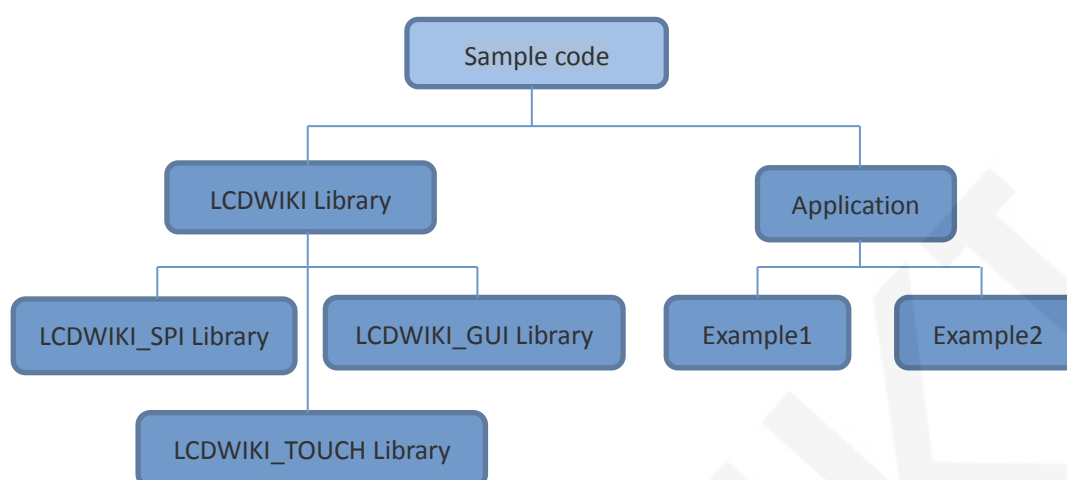 Sample code
LCDWIKI Library
Application
LCDWIKI_SPI Library
LCDWIKI_GUI Library
Example1
Example2
LCDWIKI_TOUCH Library